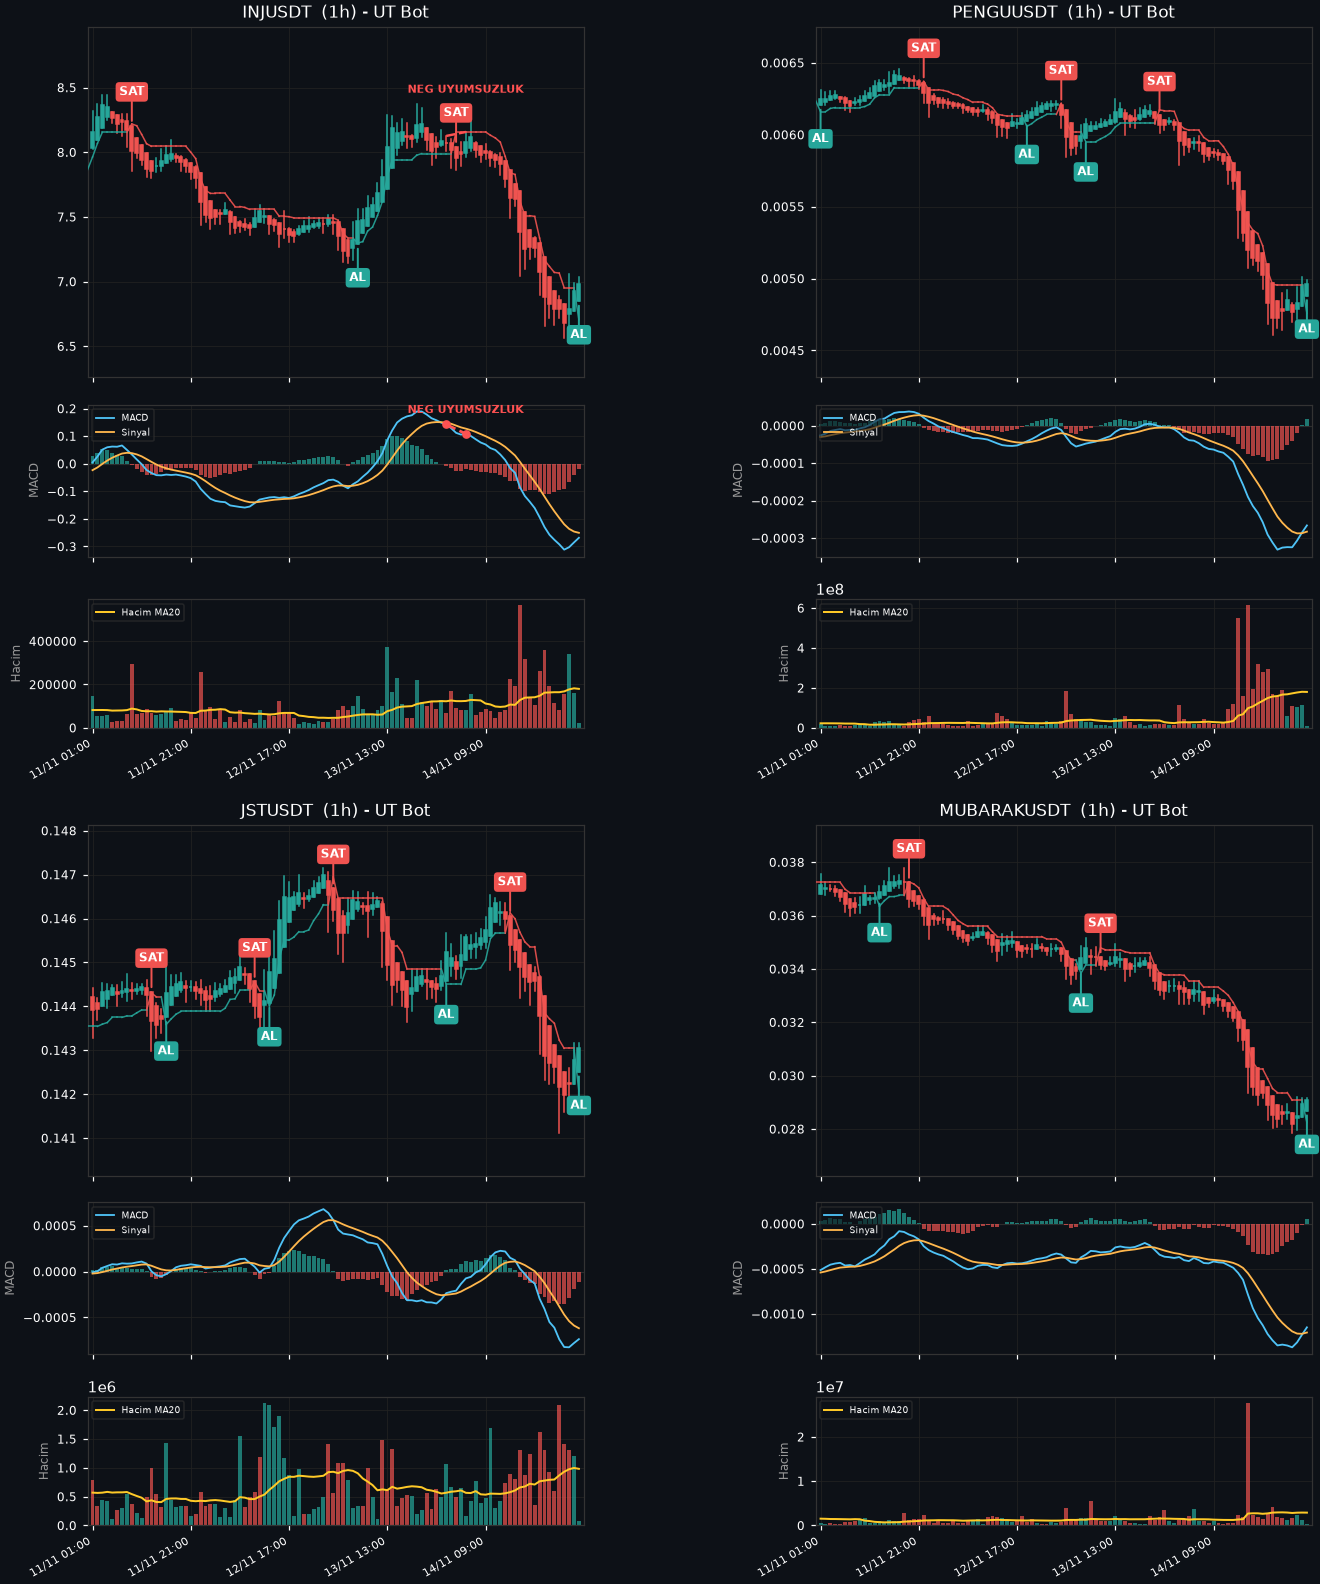 INJUSDT  (1h) - UT Bot
8.5
8.0
7.5
7.0
6.5
SAT
NEG UYUMSUZLUK
SAT
AL
AL
0.2
0.1
0.0
−0.1
−0.2
−0.3
MACD
MACD
Sinyal
NEG UYUMSUZLUK
400000
200000
0
Hacim
Hacim MA20
11/11 01:00
11/11 21:00
12/11 17:00
13/11 13:00
14/11 09:00
PENGUUSDT  (1h) - UT Bot
0.0065
0.0060
0.0055
0.0050
0.0045
SAT
SAT
SAT
AL
AL
AL
AL
0.0000
−0.0001
−0.0002
−0.0003
MACD
MACD
Sinyal
1e8
6
4
2
0
Hacim
Hacim MA20
11/11 01:00
11/11 21:00
12/11 17:00
13/11 13:00
14/11 09:00
JSTUSDT  (1h) - UT Bot
0.148
0.147
0.146
0.145
0.144
0.143
0.142
0.141
SAT
SAT
SAT
SAT
AL
AL
AL
AL
0.0005
0.0000
−0.0005
MACD
MACD
Sinyal
1e6
2.0
1.5
1.0
0.5
0.0
Hacim
Hacim MA20
11/11 01:00
11/11 21:00
12/11 17:00
13/11 13:00
14/11 09:00
MUBARAKUSDT  (1h) - UT Bot
0.038
0.036
0.034
0.032
0.030
0.028
SAT
SAT
AL
AL
AL
0.0000
−0.0005
−0.0010
MACD
MACD
Sinyal
1e7
2
1
0
Hacim
Hacim MA20
11/11 01:00
11/11 21:00
12/11 17:00
13/11 13:00
14/11 09:00